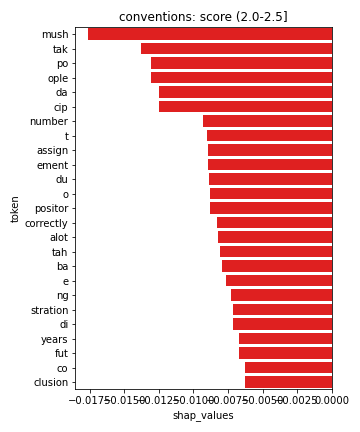 conventions: score (2.0-2.5]
mush
tak
po
ople
da
cip
number
t
assign
ement
du
o
positor
correctly
alot
tah
ba
e
ng
stration
di
years
fut
co
clusion
token
−0.0175 −0.0150 −0.0125 −0.0100 −0.0075 −0.0050 −0.0025 0.0000
shap_values